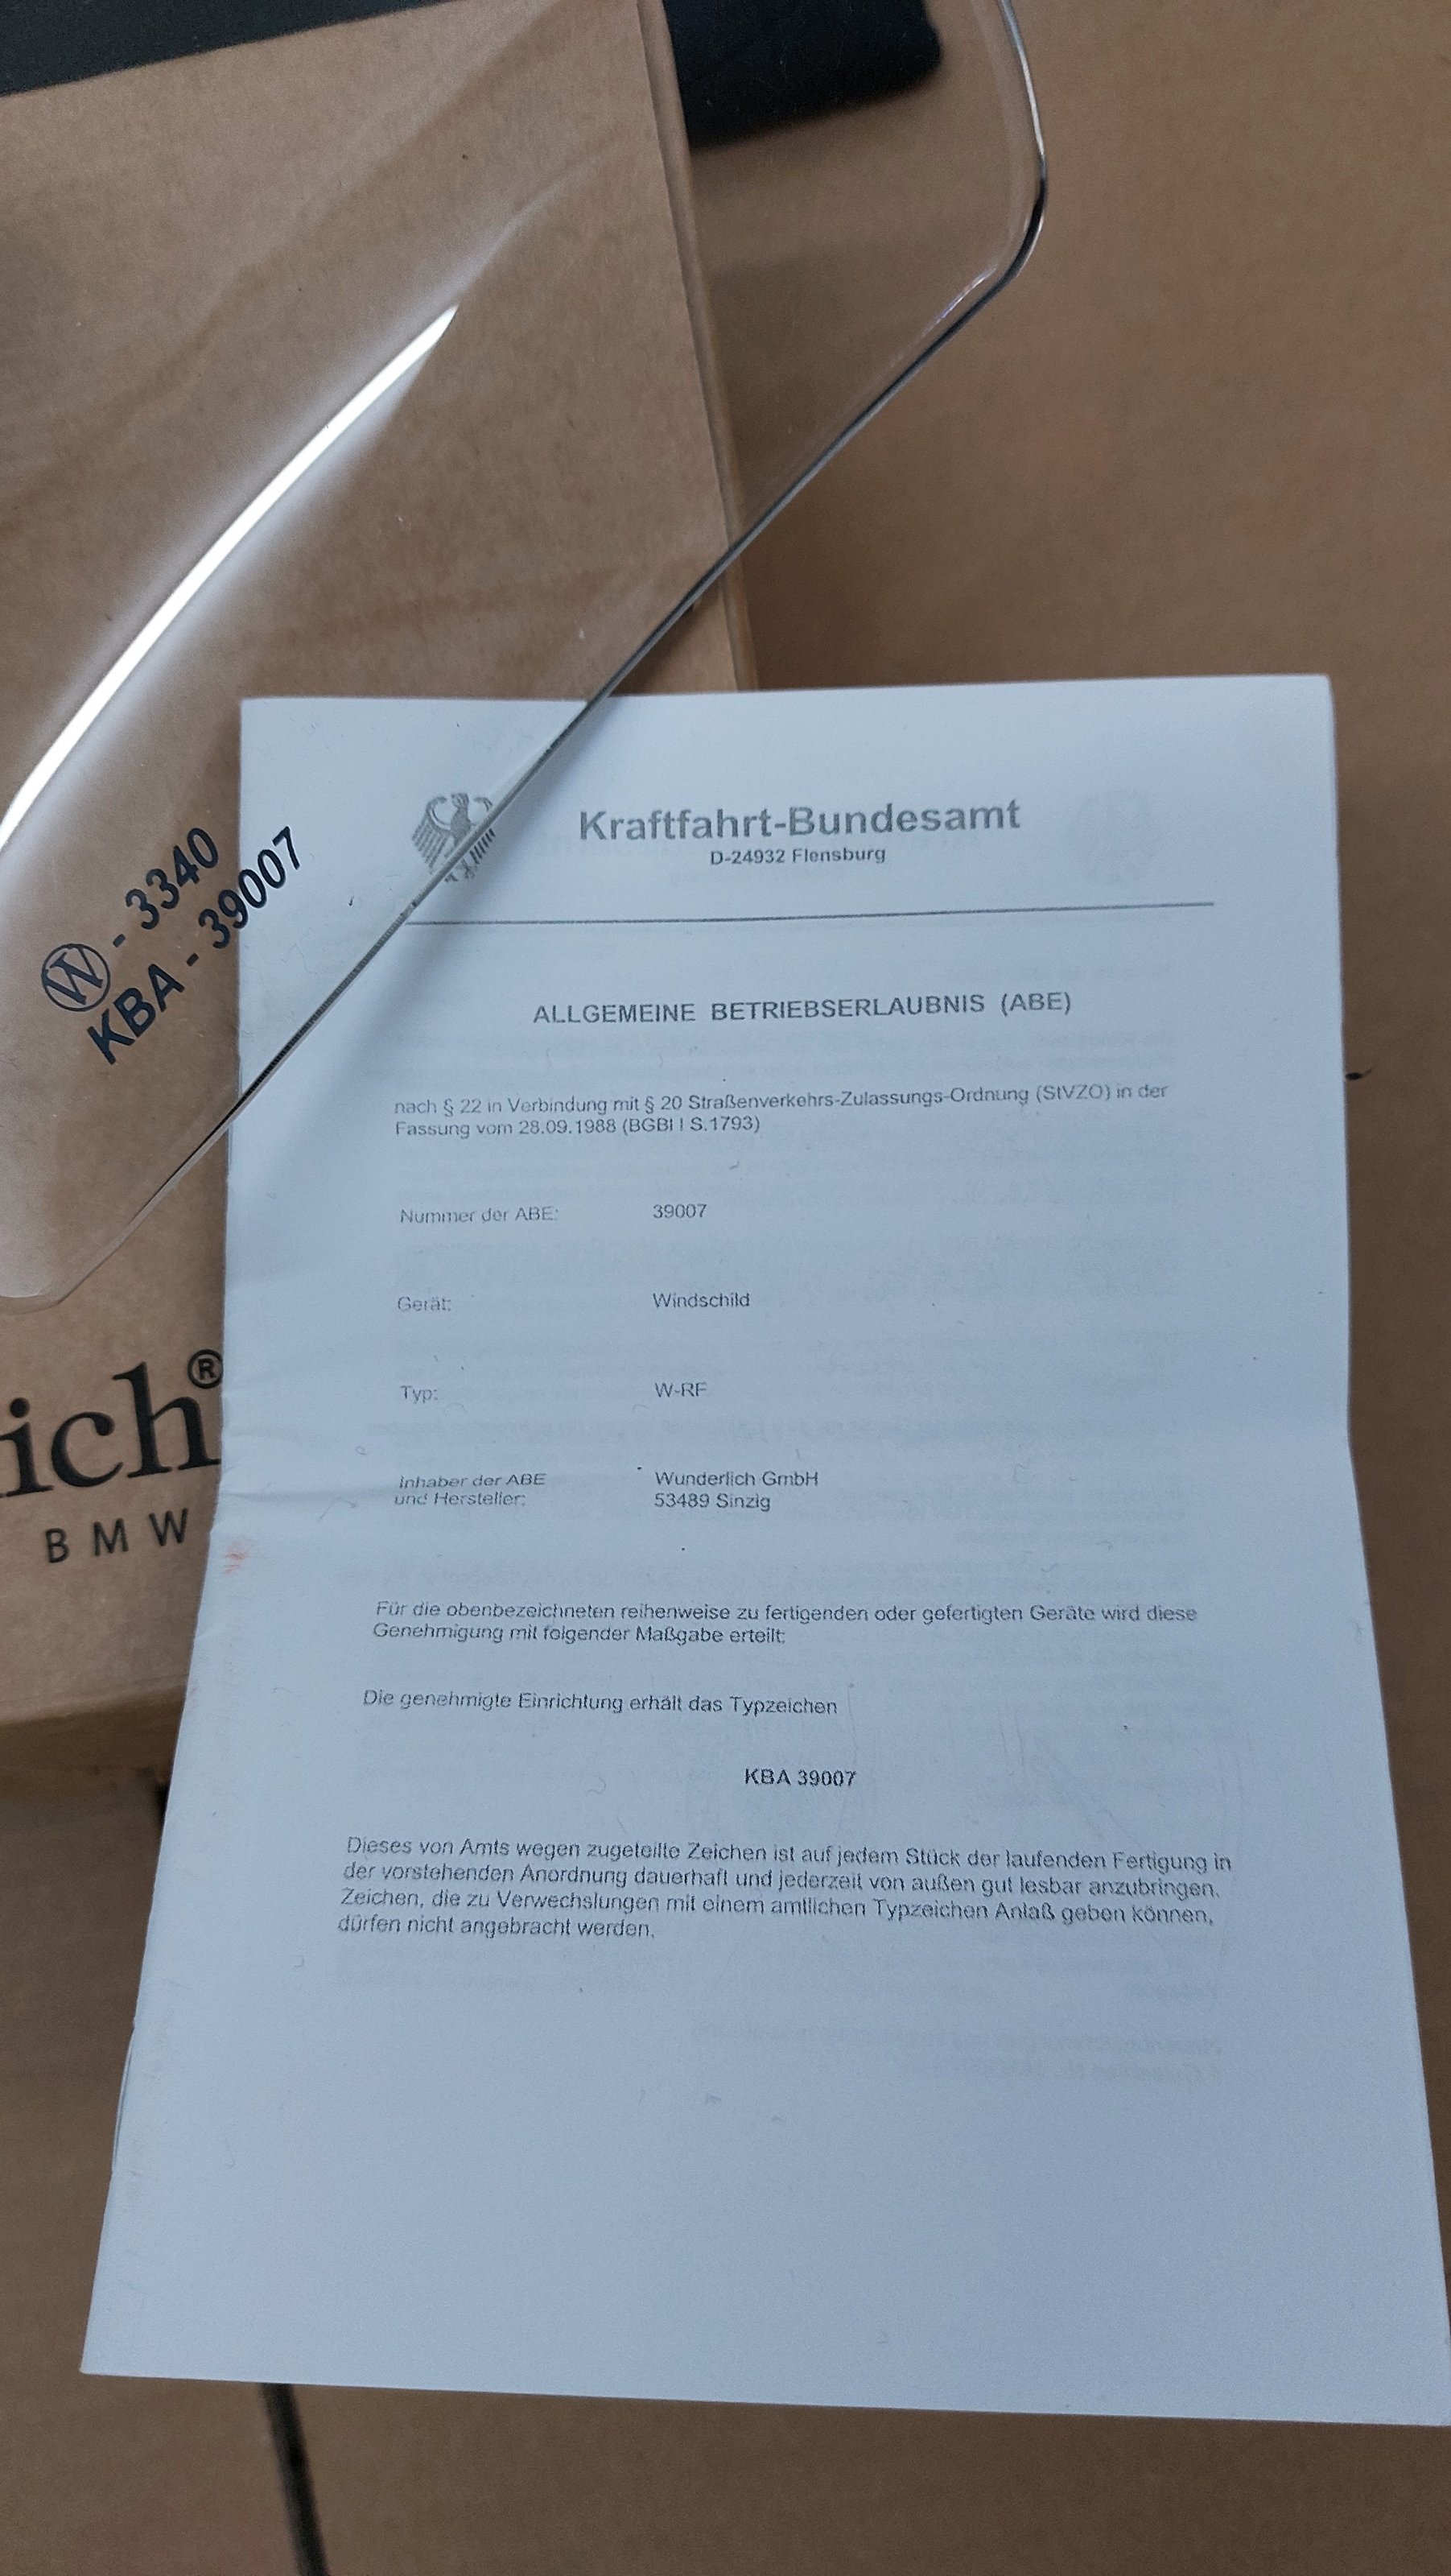 W - 3340
KBA - 39007
Kraftfahrt-Bundesamt
D-24932 Flensburg
ALLGEMEINE BETRIEBSERLAUBNIS (ABE)
nach § 22 in Verbindung mit § 20 Straßenverkehrs-Zulassungs-Ordnung (StVZO) in der
Fassung vom 28.09.1988 (BGBl I S.1793)
Nummer der ABE: 39007
Gerät: Windschild
Typ: W-RF
Inhaber der ABE Wunderlich GmbH
und Hersteller: 53489 Sinzig
Für die obenbezeichneten reihenweise zu fertigenden oder gefertigten Geräte wird diese
Genehmigung mit folgender Maßgabe erteilt:
Die genehmigte Einrichtung erhält das Typzeichen
KBA 39007
Dieses von Amts wegen zugeteilte Zeichen ist auf jedem Stück der laufenden Fertigung in
der vorstehenden Anordnung dauerhaft und jederzeit von außen gut lesbar anzubringen.
Zeichen, die zu Verwechslungen mit einem amtlichen Typzeichen Anlaß geben können,
dürfen nicht angebracht werden.
ich®
BMW